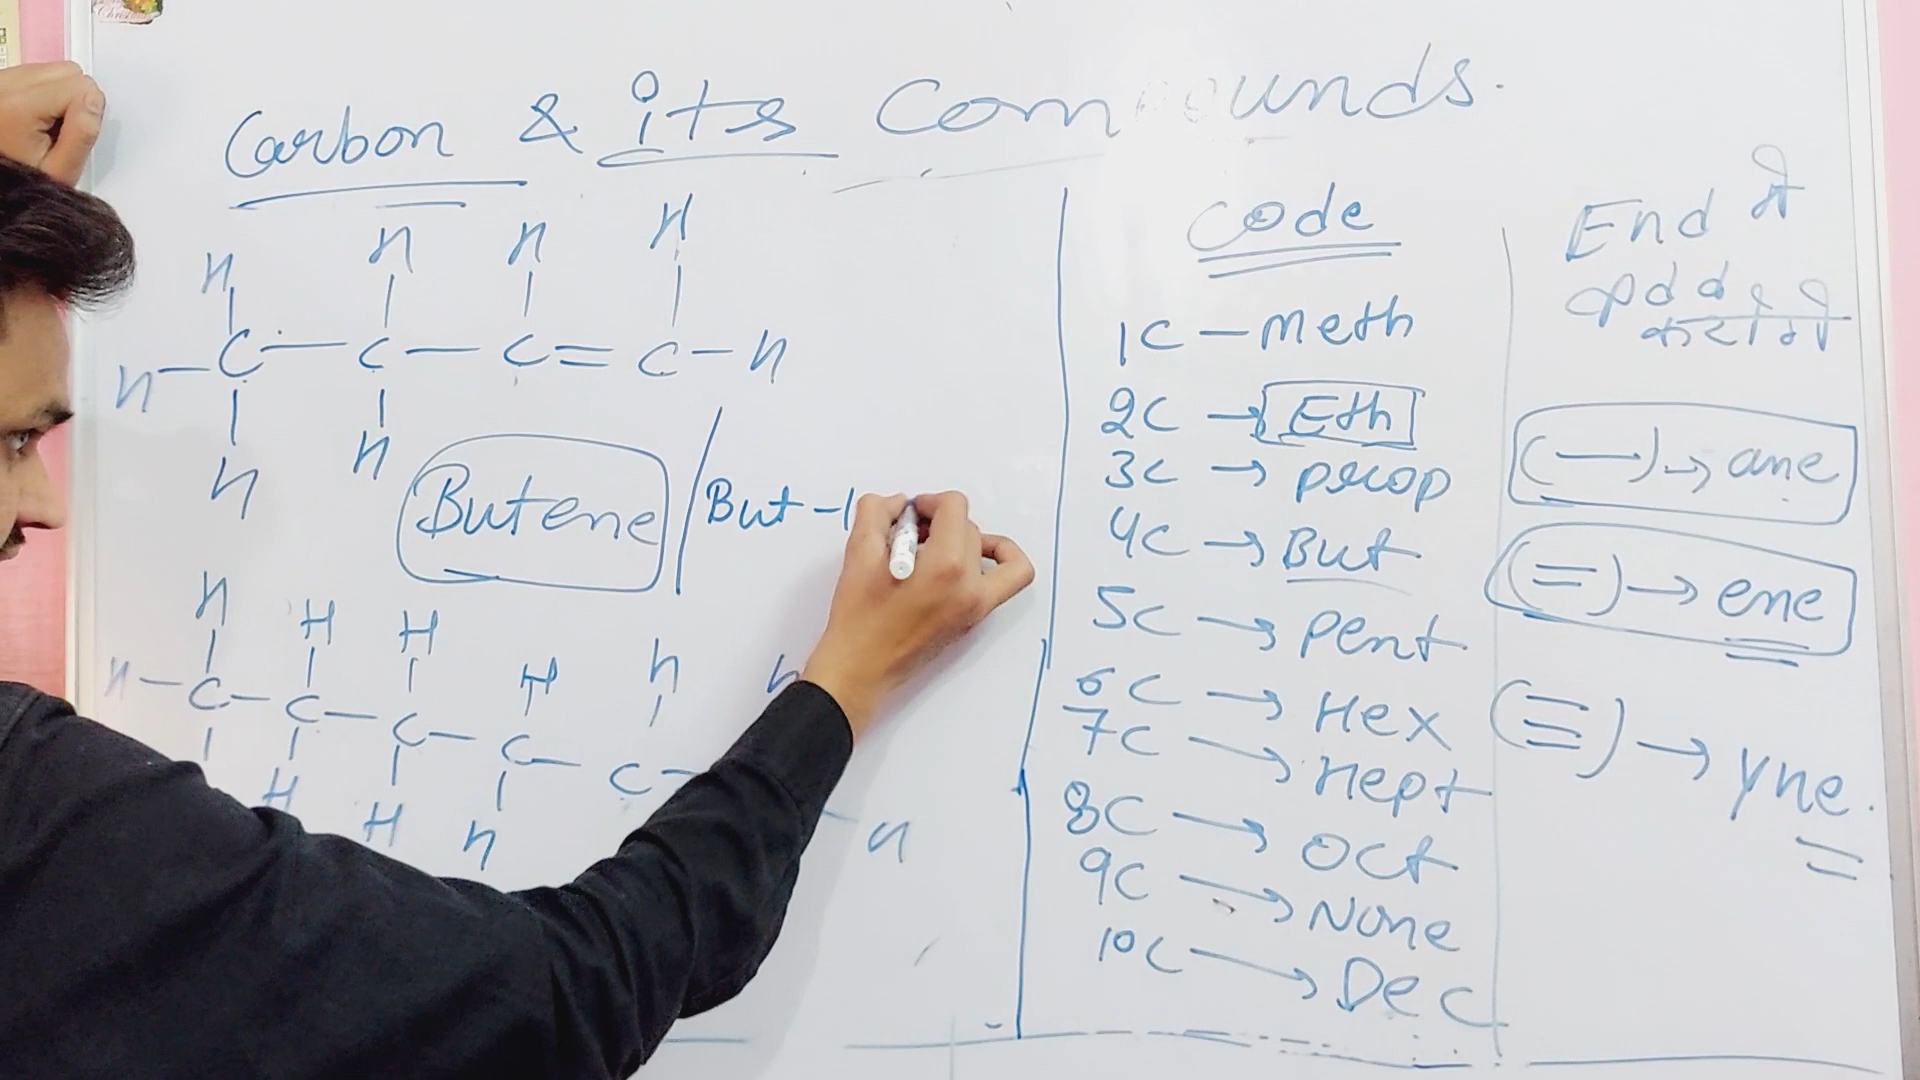 Carbon & its Compounds.
H H H H
H—C—C—C=C—H
H H
Butene / But-1
H H H H H H
H—C—C—C—C—C—
H H H H
Code
1C — Meth
2C → Eth
3C → prop
4C → But
5C → Pent
6C → Hex
7C → Hept
8C → Oct
9C → None
10C → Dec
End में
add करेंगे
(—) → ane
(=) → ene
(≡) → yne.